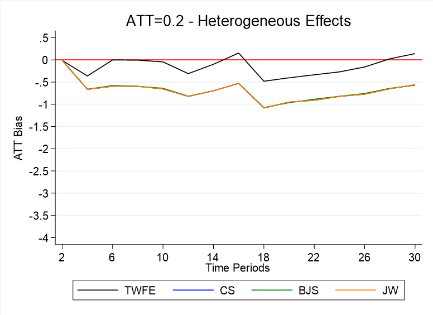 ATT=0.2 - Heterogeneous Effects
.5
0
-.5
-1
-1.5
-2
-2.5
-3
-3.5
-4
ATT Bias
2 6 10 14 18 22 26 30
Time Periods
TWFE CS BJS JW